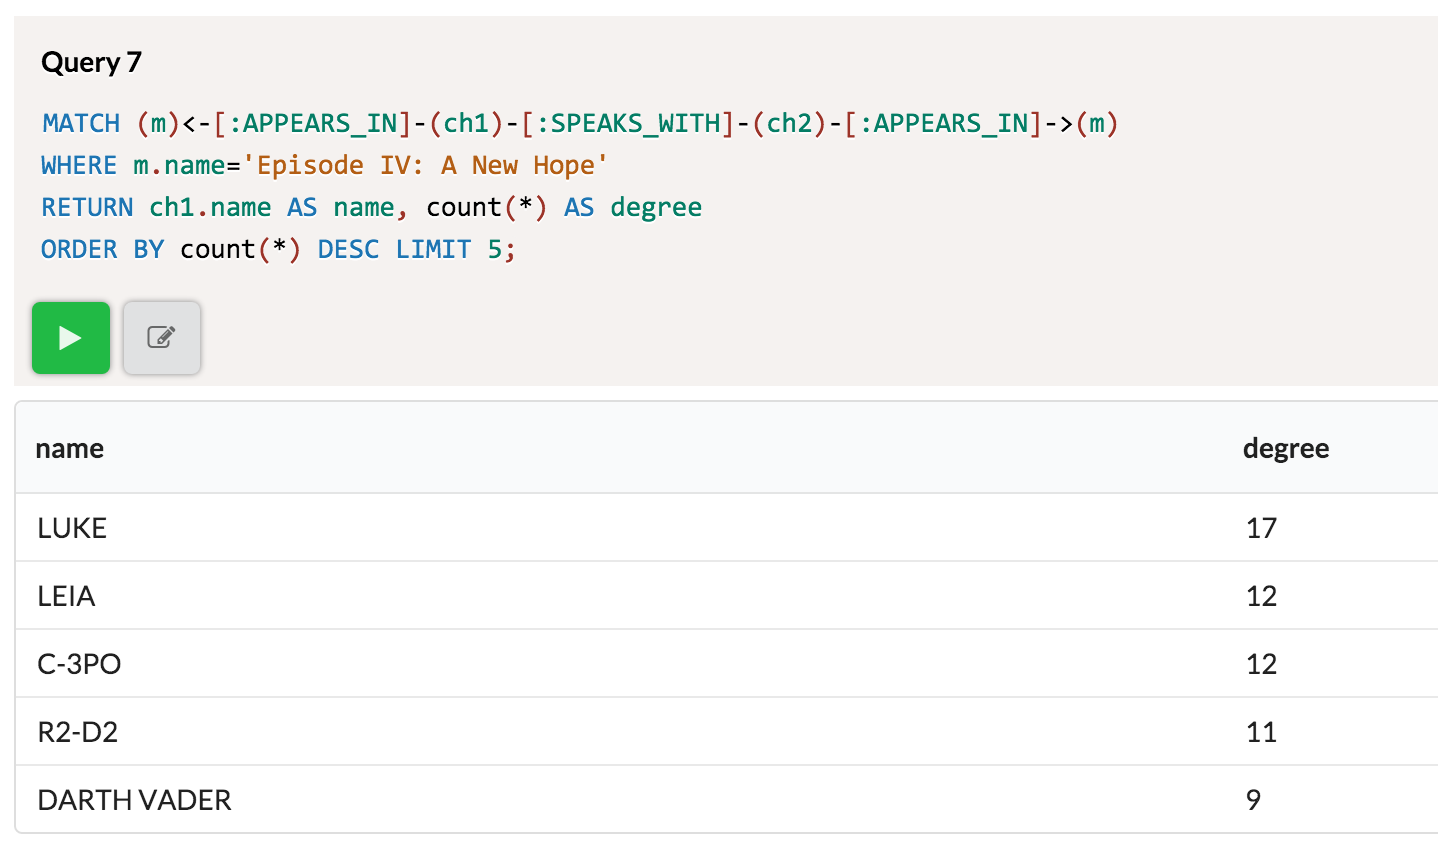 Query 7
MATCH (m)<-[:APPEARS_IN]-(ch1)-[:SPEAKS_WITH]-(ch2)-[:APPEARS_IN]->(m)
WHERE m.name='Episode IV: A New Hope'
RETURN ch1.name AS name, count(*) AS degree
ORDER BY count(*) DESC LIMIT 5;
name degree
LUKE 17
LEIA 12
C-3PO 12
R2-D2 11
DARTH VADER 9